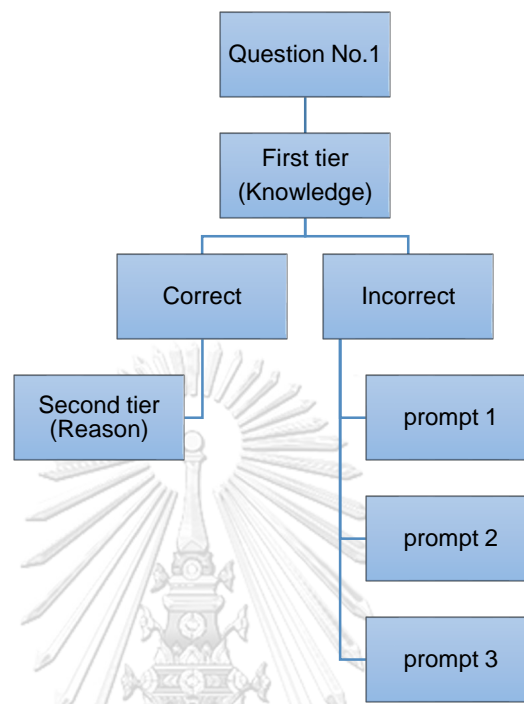 Question No.1
First tier
(Knowledge)
Correct
Incorrect
Second tier
(Reason)
prompt 1
prompt 2
prompt 3